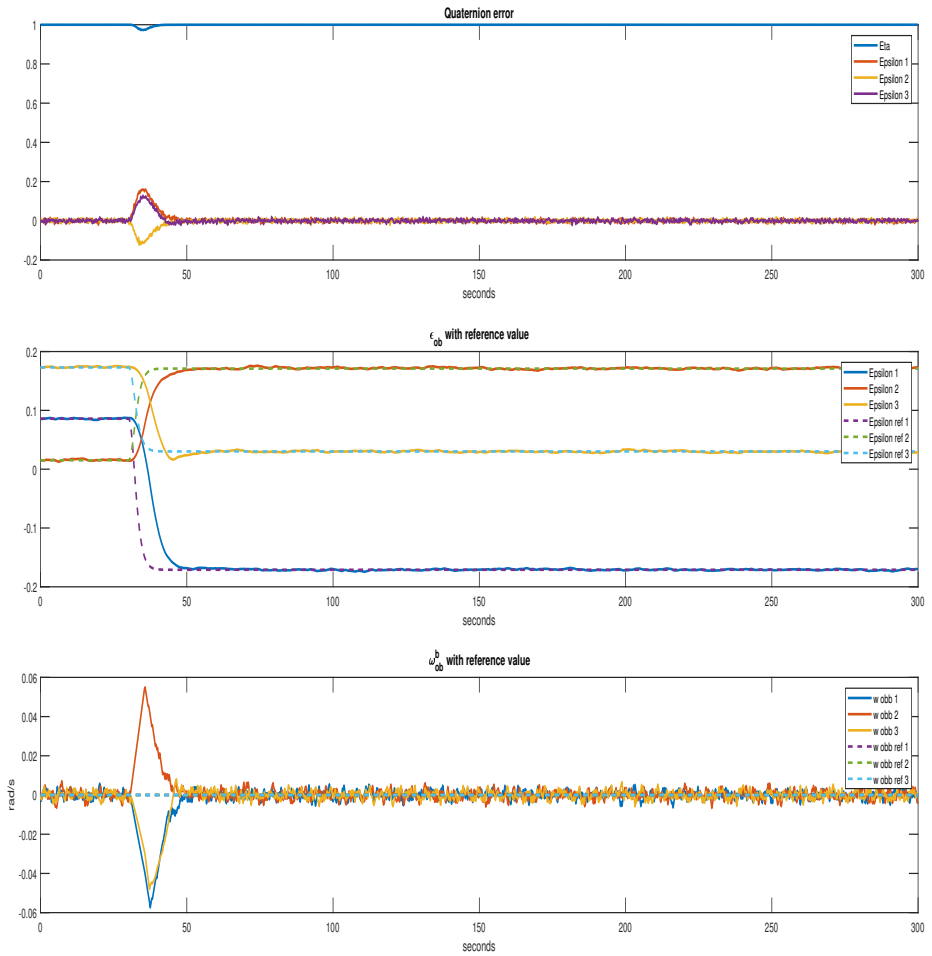 Quaternion error
1
0.8
0.6
0.4
0.2
0
-0.2
Eta
Epsilon 1
Epsilon 2
Epsilon 3
0 50 100 150 200 250 300
seconds
ϵob with reference value
0.2
0.1
0
-0.1
-0.2
Epsilon 1
Epsilon 2
Epsilon 3
Epsilon ref 1
Epsilon ref 2
Epsilon ref 3
0 50 100 150 200 250 300
seconds
ωbob with reference value
rad/s
0.06
0.04
0.02
0
-0.02
-0.04
-0.06
w obb 1
w obb 2
w obb 3
w obb ref 1
w obb ref 2
w obb ref 3
0 50 100 150 200 250 300
seconds